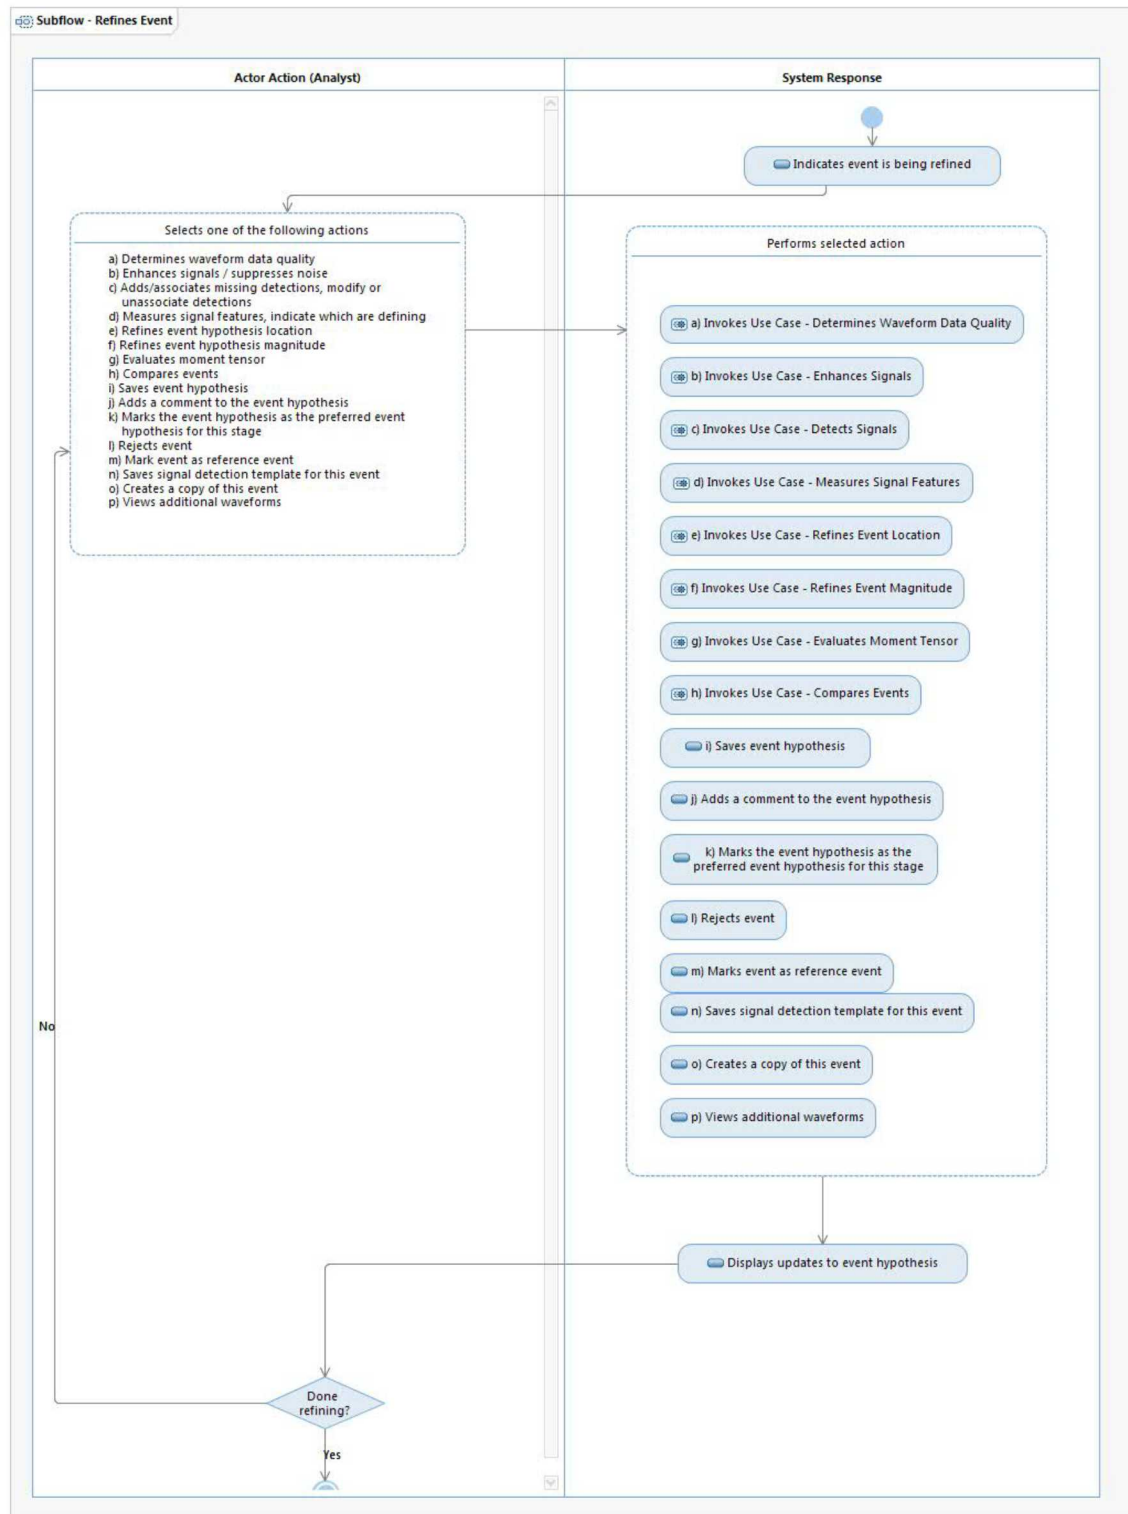 Subflow - Refines Event
Actor Action (Analyst)
System Response
Indicates event is being refined
Selects one of the following actions
a) Determines waveform data quality
b) Enhances signals / suppresses noise
c) Adds/associates missing detections, modify or
unassociate detections
d) Measures signal features, indicate which are defining
e) Refines event hypothesis location
f) Refines event hypothesis magnitude
g) Evaluates moment tensor
h) Compares events
i) Saves event hypothesis
j) Adds a comment to the event hypothesis
k) Marks the event hypothesis as the preferred event
hypothesis for this stage
l) Rejects event
m) Mark event as reference event
n) Saves signal detection template for this event
o) Creates a copy of this event
p) Views additional waveforms
Performs selected action
a) Invokes Use Case - Determines Waveform Data Quality
b) Invokes Use Case - Enhances Signals
c) Invokes Use Case - Detects Signals
d) Invokes Use Case - Measures Signal Features
e) Invokes Use Case - Refines Event Location
f) Invokes Use Case - Refines Event Magnitude
g) Invokes Use Case - Evaluates Moment Tensor
h) Invokes Use Case - Compares Events
i) Saves event hypothesis
j) Adds a comment to the event hypothesis
k) Marks the event hypothesis as the
preferred event hypothesis for this stage
l) Rejects event
m) Marks event as reference event
n) Saves signal detection template for this event
o) Creates a copy of this event
p) Views additional waveforms
Displays updates to event hypothesis
Done
refining?
No
Yes